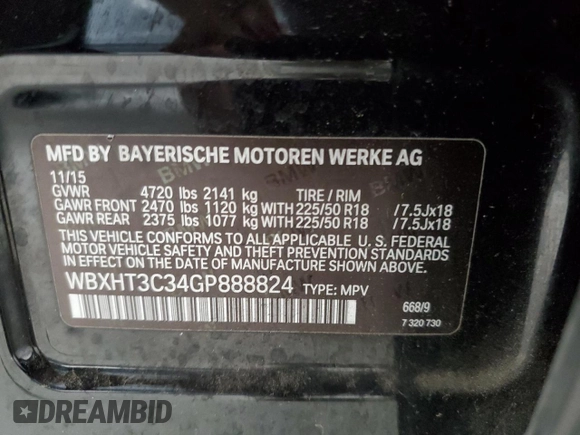 MFD BY BAYERISCHE MOTOREN WERKE AG
11/15
GVWR 4720 lbs 2141 kg TIRE / RIM
GAWR FRONT 2470 lbs 1120 kg WITH 225/50 R18 /7.5Jx18
GAWR REAR 2375 lbs 1077 kg WITH 225/50 R18 /7.5Jx18
THIS VEHICLE CONFORMS TO ALL APPLICABLE U. S. FEDERAL
MOTOR VEHICLE SAFETY AND THEFT PREVENTION STANDARDS
IN EFFECT ON THE DATE OF MANUFACTURE SHOWN ABOVE.
WBXHT3C34GP888824 TYPE: MPV
668/9
7 320 730
DREAMBID